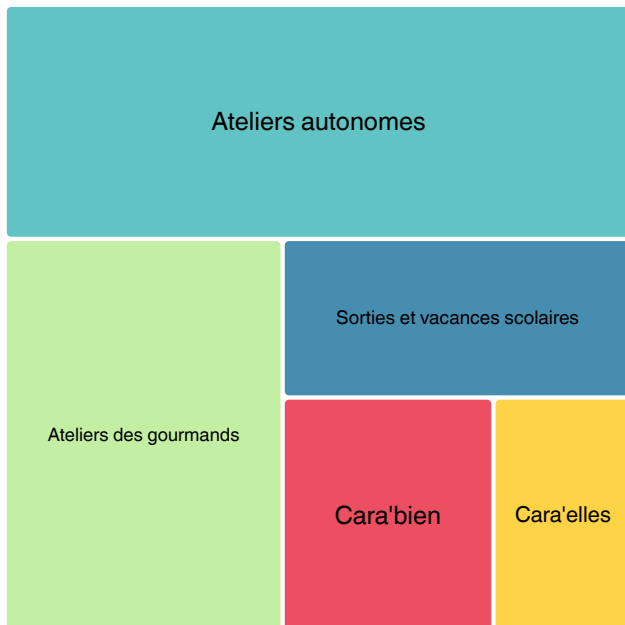 Ateliers autonomes
Sorties et vacances scolaires
Ateliers des gourmands
Cara'bien
Cara'elles